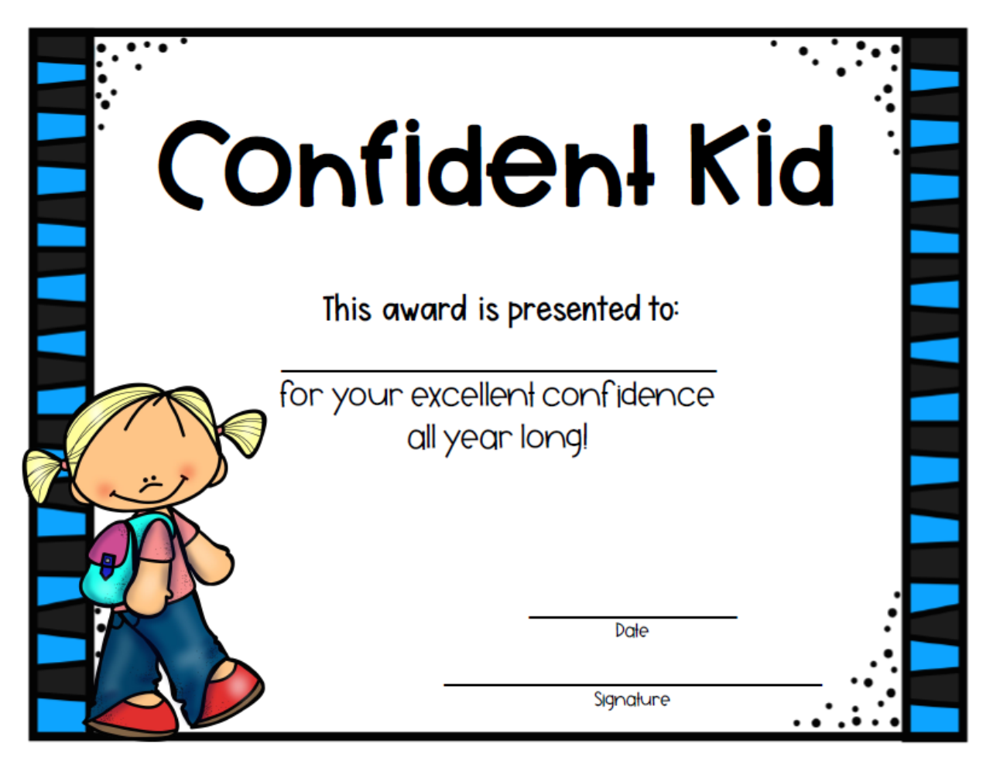 Confident Kid
This award is presented to:
for your excellent confidence
all year long!
Date
Signature